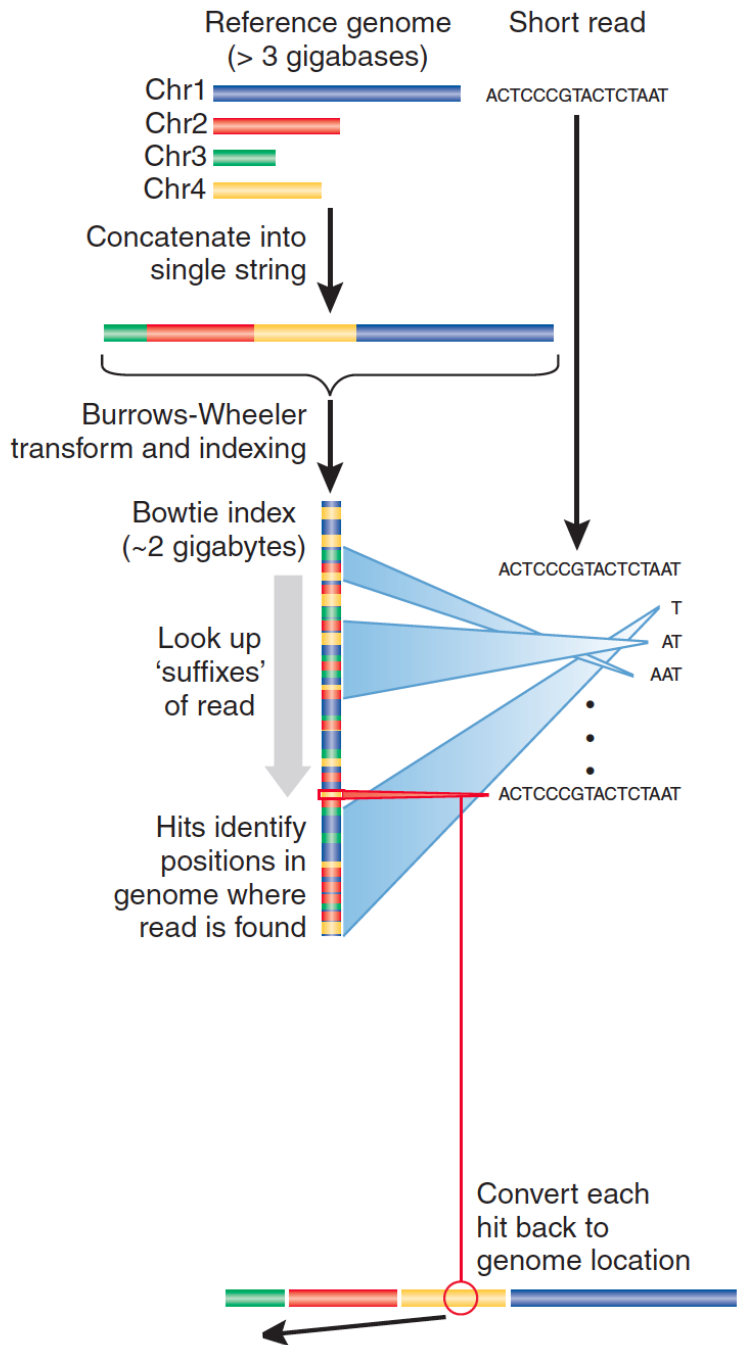 Reference genome
(> 3 gigabases)
Short read
Chr1
ACTCCCGTACTCTAAT
Chr2
Chr3
Chr4
Concatenate into
single string
Burrows-Wheeler
transform and indexing
Bowtie index
(~2 gigabytes)
ACTCCCGTACTCTAAT
T
AT
AAT
Look up
‘suffixes’
of read
ACTCCCGTACTCTAAT
Hits identify
positions in
genome where
read is found
Convert each
hit back to
genome location